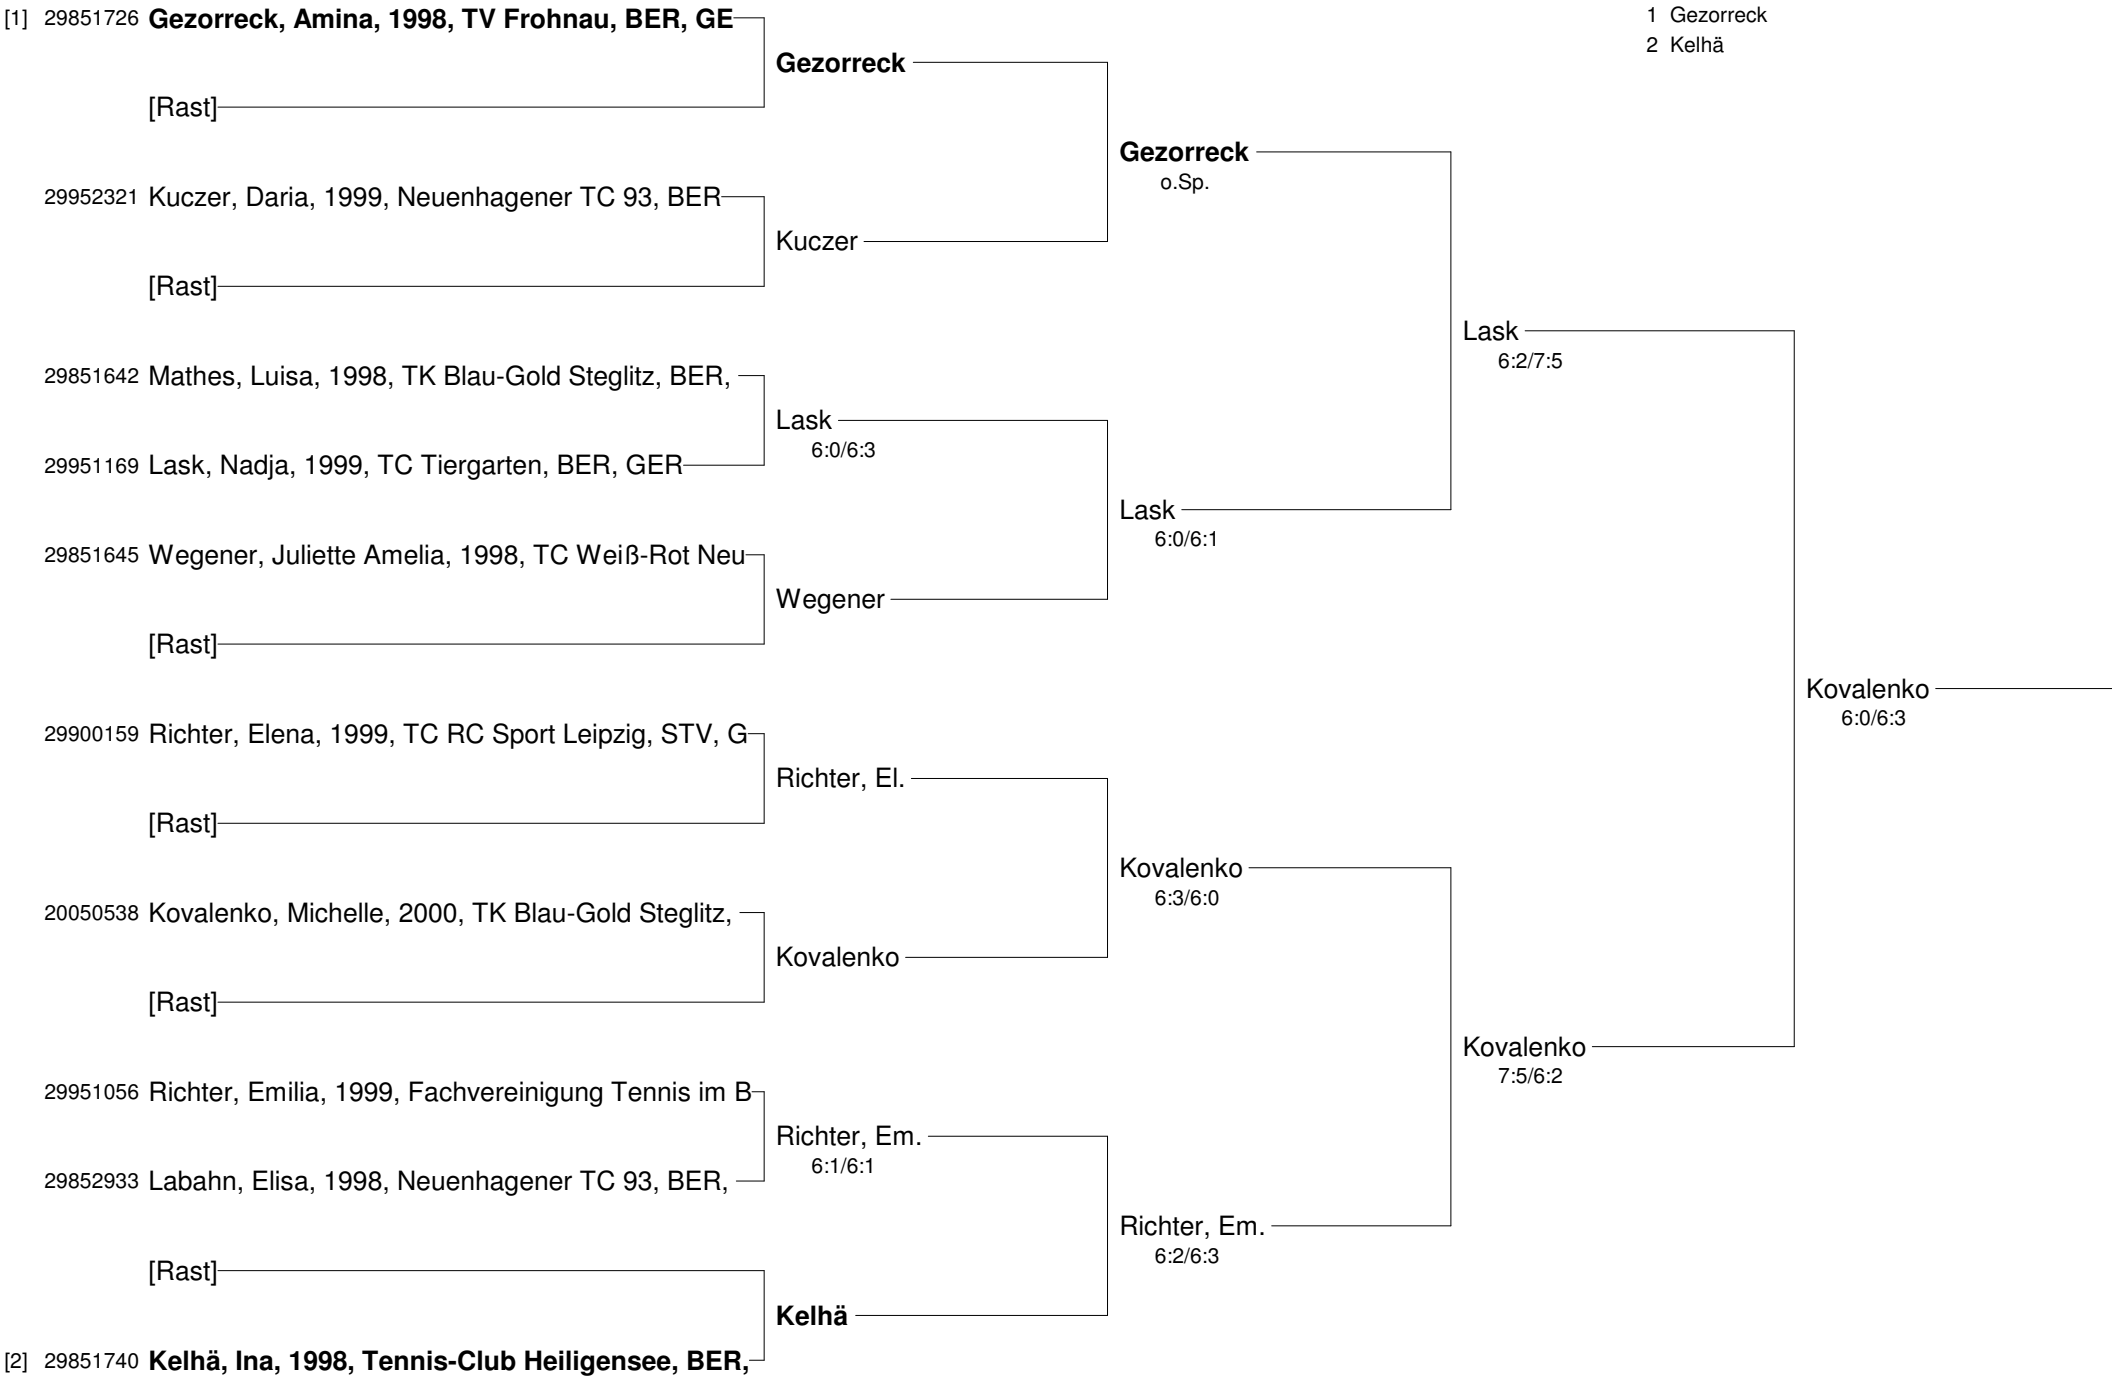 [1] 29851726 Gezorreck, Amina, 1998, TV Frohnau, BER, GE
1 Gezorreck
2 Kelhä
Gezorreck
[Rast]
Gezorreck
o.Sp.
29952321 Kuczer, Daria, 1999, Neuenhagener TC 93, BER
Kuczer
[Rast]
Lask
6:2/7:5
29851642 Mathes, Luisa, 1998, TK Blau-Gold Steglitz, BER,
Lask
6:0/6:3
29951169 Lask, Nadja, 1999, TC Tiergarten, BER, GER
Lask
6:0/6:1
29851645 Wegener, Juliette Amelia, 1998, TC Weiß-Rot Neu
Wegener
[Rast]
Kovalenko
6:0/6:3
29900159 Richter, Elena, 1999, TC RC Sport Leipzig, STV, G
Richter, El.
[Rast]
Kovalenko
6:3/6:0
20050538 Kovalenko, Michelle, 2000, TK Blau-Gold Steglitz,
Kovalenko
[Rast]
Kovalenko
7:5/6:2
29951056 Richter, Emilia, 1999, Fachvereinigung Tennis im B
Richter, Em.
6:1/6:1
29852933 Labahn, Elisa, 1998, Neuenhagener TC 93, BER,
Richter, Em.
6:2/6:3
[Rast]
Kelhä
[2] 29851740 Kelhä, Ina, 1998, Tennis-Club Heiligensee, BER,